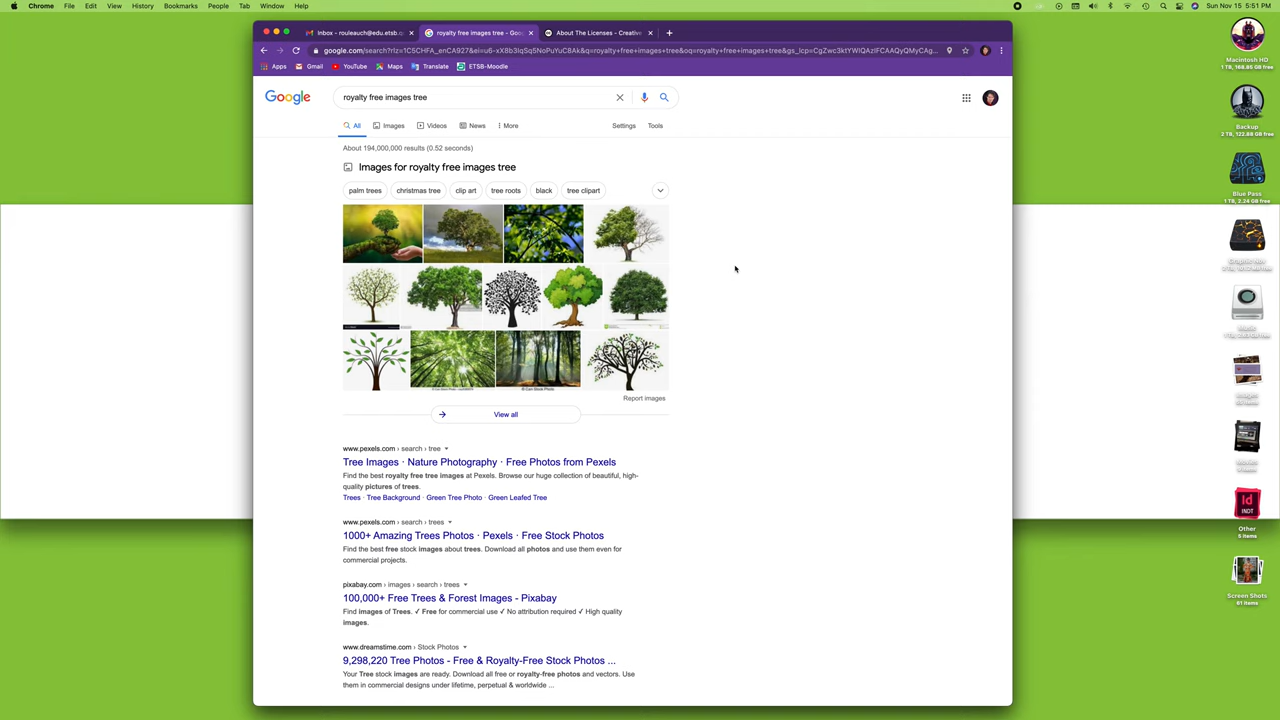 Chrome File Edit View History Bookmarks People Tab Window Help
Sun Nov 15 5:51 PM
Inbox - rouleauch@edu.etsb.q
royalty free images tree - Goo
About The Licenses - Creative
google.com/search?rlz=1C5CHFA_enCA927&ei=u6-xX8b3IqSq5NoPuYuC8Ak&q=royalty+free+images+tree&oq=royalty+free+images+tree&gs_lcp=CgZwc3ktYWIQAzIFCAAQyQMyCAg...
Apps Gmail YouTube Maps Translate ETSB-Moodle
Google
royalty free images tree
All Images Videos News More Settings Tools
About 194,000,000 results (0.52 seconds)
Images for royalty free images tree
palm trees christmas tree clip art tree roots black tree clipart
Report images
View all
www.pexels.com › search › tree
Tree Images · Nature Photography · Free Photos from Pexels
Find the best royalty free tree images at Pexels. Browse our huge collection of beautiful, high-
quality pictures of trees.
Trees · Tree Background · Green Tree Photo · Green Leafed Tree
www.pexels.com › search › trees
1000+ Amazing Trees Photos · Pexels · Free Stock Photos
Find the best free stock images about trees. Download all photos and use them even for
commercial projects.
pixabay.com › images › search › trees
100,000+ Free Trees & Forest Images - Pixabay
Find images of Trees. ✓ Free for commercial use ✓ No attribution required ✓ High quality
images.
www.dreamstime.com › Stock Photos
9,298,220 Tree Photos - Free & Royalty-Free Stock Photos ...
Your Tree stock images are ready. Download all free or royalty-free photos and vectors. Use
them in commercial designs under lifetime, perpetual & worldwide ...
Macintosh HD
1 TB, 168.85 GB free
Backup
2 TB, 122.88 GB free
Blue Pass
1 TB, 2.24 GB free
Music
Other
5 items
Screen Shots
81 items
Id
INDT